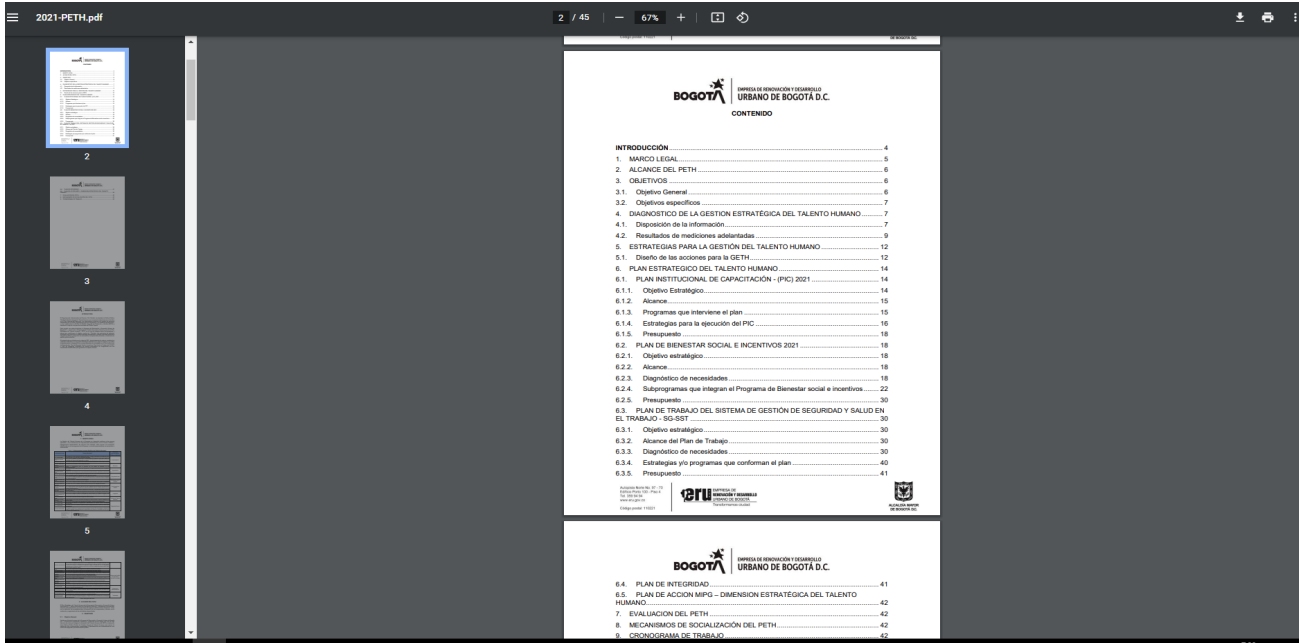 2021-PETH.pdf
2 / 45
67%
2
3
4
5
BOGOTÁ
EMPRESA DE RENOVACIÓN Y DESARROLLO
URBANO DE BOGOTÁ D.C.
CONTENIDO
INTRODUCCIÓN 4
1. MARCO LEGAL 5
2. ALCANCE DEL PETH 6
3. OBJETIVOS 6
3.1. Objetivo General 6
3.2. Objetivos específicos 7
4. DIAGNOSTICO DE LA GESTION ESTRATÉGICA DEL TALENTO HUMANO 7
4.1. Disposición de la información 7
4.2. Resultados de mediciones adelantadas 9
5. ESTRATEGIAS PARA LA GESTIÓN DEL TALENTO HUMANO 12
5.1. Diseño de las acciones para la GETH 12
6. PLAN ESTRATEGICO DEL TALENTO HUMANO 14
6.1. PLAN INSTITUCIONAL DE CAPACITACIÓN - (PIC) 2021 14
6.1.1. Objetivo Estratégico 14
6.1.2. Alcance 15
6.1.3. Programas que interviene el plan 15
6.1.4. Estrategias para la ejecución del PIC 16
6.1.5. Presupuesto 18
6.2. PLAN DE BIENESTAR SOCIAL E INCENTIVOS 2021 18
6.2.1. Objetivo estratégico 18
6.2.2. Alcance 18
6.2.3. Diagnóstico de necesidades 18
6.2.4. Subprogramas que integran el Programa de Bienestar social e incentivos 22
6.2.5. Presupuesto 30
6.3. PLAN DE TRABAJO DEL SISTEMA DE GESTIÓN DE SEGURIDAD Y SALUD EN
EL TRABAJO - SG-SST 30
6.3.1. Objetivo estratégico 30
6.3.2. Alcance del Plan de Trabajo 30
6.3.3. Diagnóstico de necesidades 30
6.3.4. Estrategias y/o programas que conforman el plan 40
6.3.5. Presupuesto 41
eru
EMPRESA DE
RENOVACIÓN Y DESARROLLO
URBANO DE BOGOTÁ
Transformamos ciudad
ALCALDÍA MAYOR
DE BOGOTÁ D.C.
BOGOTÁ
EMPRESA DE RENOVACIÓN Y DESARROLLO
URBANO DE BOGOTÁ D.C.
6.4. PLAN DE INTEGRIDAD 41
6.5. PLAN DE ACCION MIPG – DIMENSION ESTRATÉGICA DEL TALENTO
HUMANO 42
7. EVALUACION DEL PETH 42
8. MECANISMOS DE SOCIALIZACIÓN DEL PETH 42
9. CRONOGRAMA DE TRABAJO 42